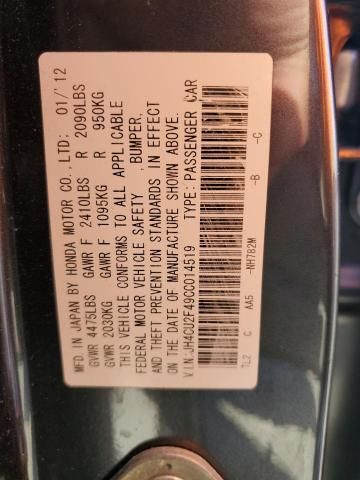 MFD. IN JAPAN BY HONDA MOTOR CO.,LTD: 01/'12
GVWR 4475LBS GAWR F 2410LBS R 2090LBS
GVWR 2030KG GAWR F 1095KG R 950KG
THIS VEHICLE CONFORMS TO ALL APPLICABLE
FEDERAL MOTOR VEHICLE SAFETY ,BUMPER,
AND THEFT PREVENTION STANDARDS IN EFFECT
ON THE DATE OF MANUFACTURE SHOWN ABOVE.
V.I.N.:JH4CU2F49CC014519 TYPE: PASSENGER CAR
TL2 C AA5 -NH782M -B -C